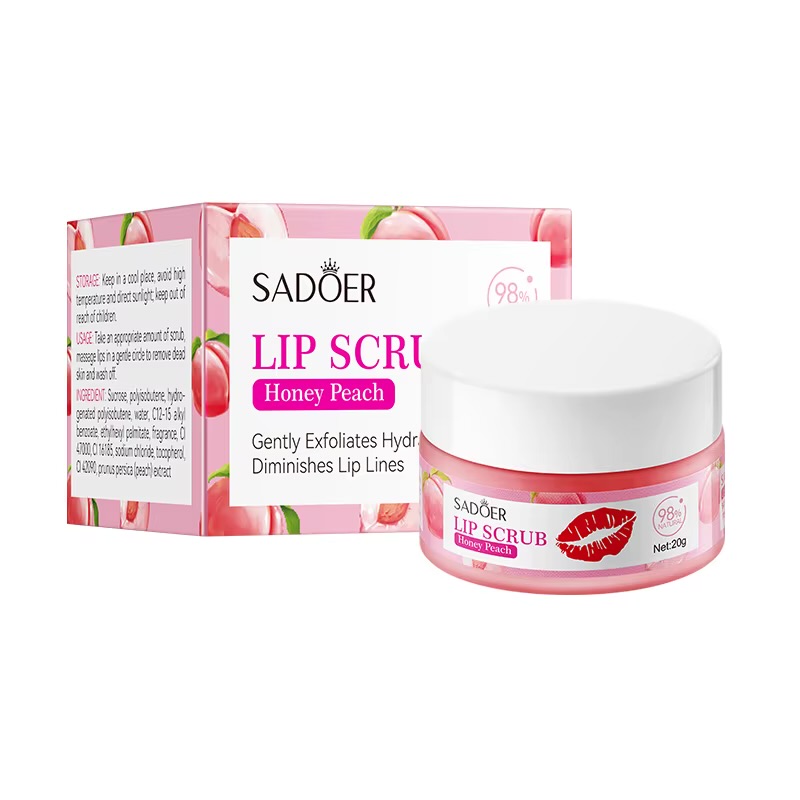 STORAGE: Keep in a cool place, avoid high
temperature and direct sunlight; keep out of
reach of children.
USAGE: Take an appropriate amount of scrub,
massage lips in a gentle circle to remove dead
skin and wash off.
INGREDIENT: Sucrose, polyisobutene, hydro-
genated polyisobutene, water, C12-15 alkyl
benzoate, ethylhexyl palmitate, fragrance, CI
47000, CI 16185, sodium chloride, tocopherol,
CI 42090, prunus persica (peach) extract
SADOER
98%
LIP SCRU
Honey Peach
Gently Exfoliates Hydra
Diminishes Lip Lines
SADOER
LIP SCRUB
Honey Peach
98%
NATURAL
Net:20g